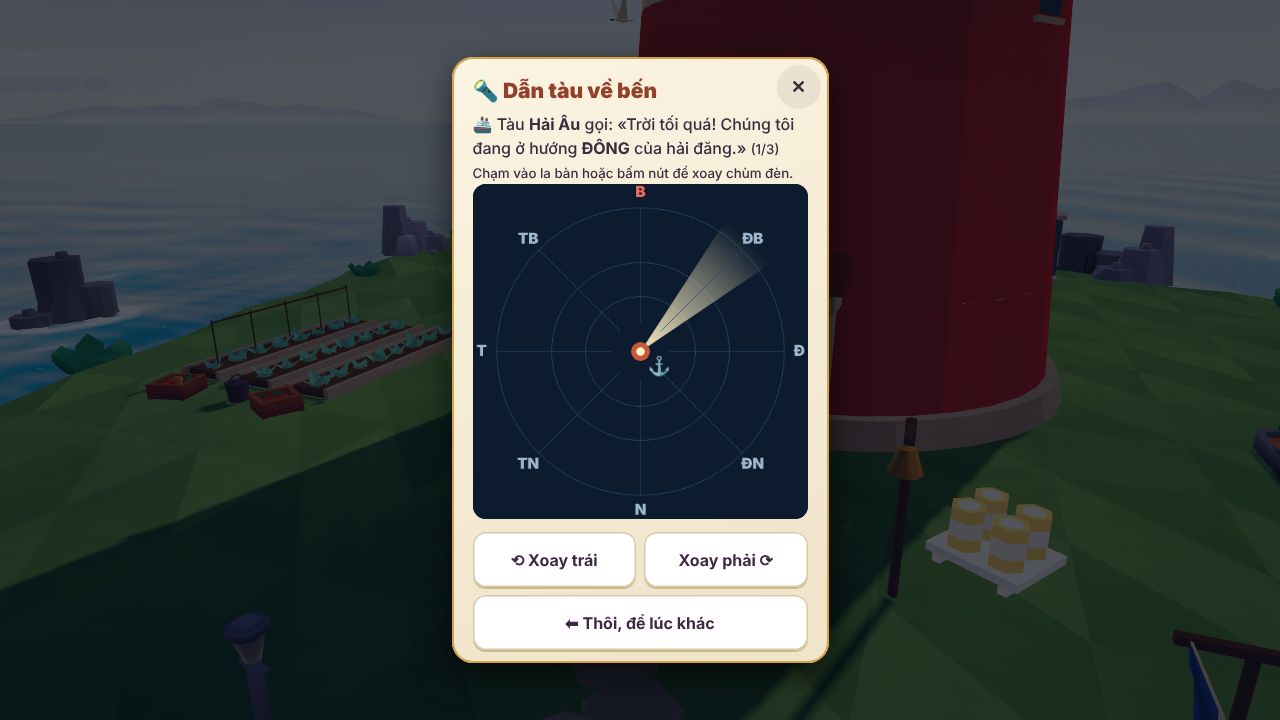 🔦 Dẫn tàu về bến
✕
🚢 Tàu Hải Âu gọi: «Trời tối quá! Chúng tôi
đang ở hướng ĐÔNG của hải đăng.» (1/3)
Chạm vào la bàn hoặc bấm nút để xoay chùm đèn.
B
TB
ĐB
T
Đ
TN
ĐN
N
⟲ Xoay trái
Xoay phải ⟳
⬅ Thôi, để lúc khác